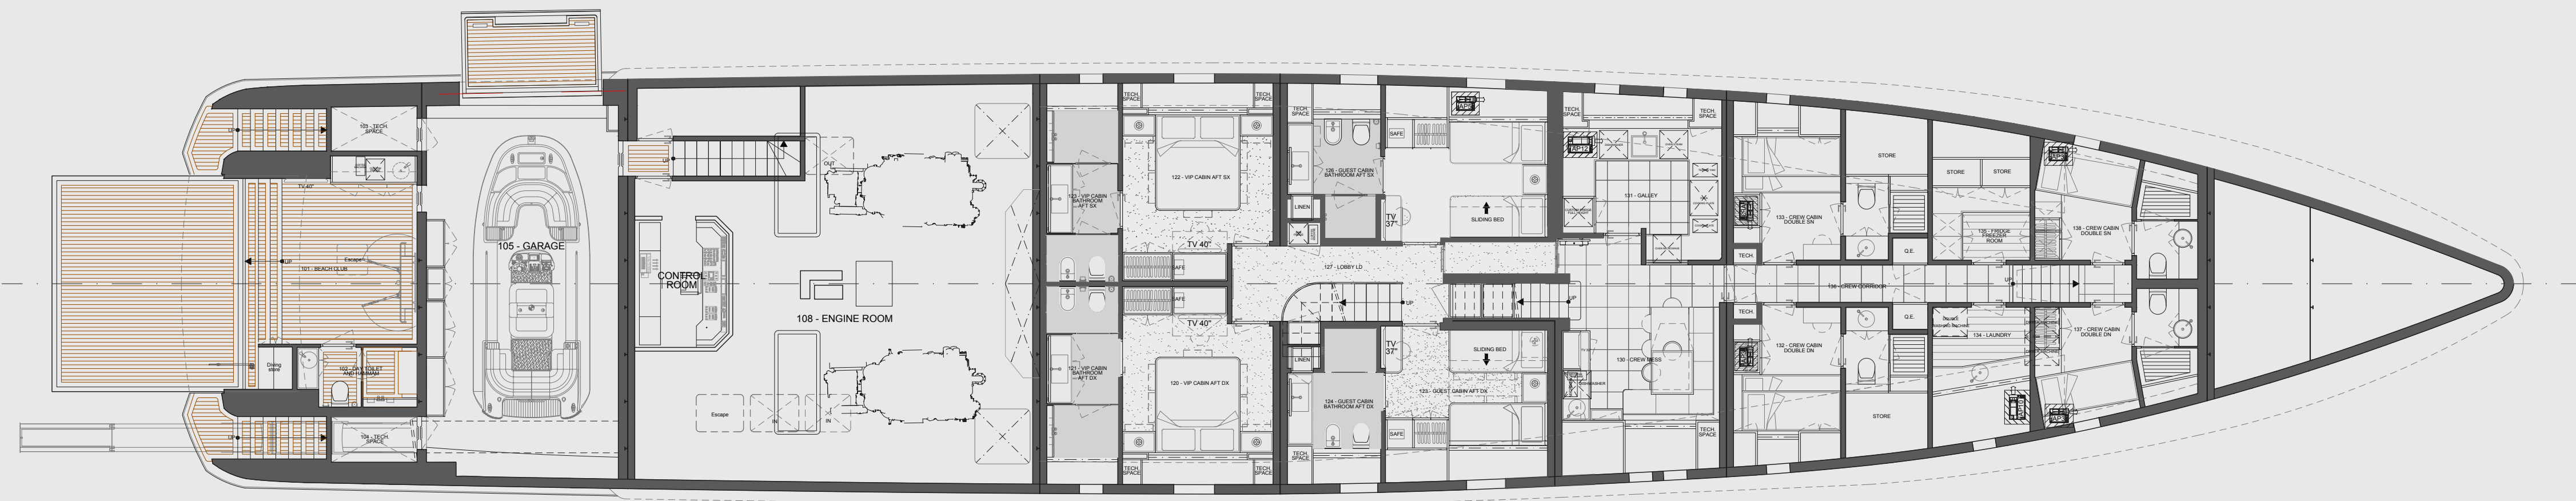 UP
103 - TECH.
SPACE
TV 40"
Escape
101 - BEACH CLUB
UP
Diving
store
102 - DAY TOILET
AND HAMMAM
UP
104 - TECH.
SPACE
105 - GARAGE
UP
OUT
CONTROL
ROOM
108 - ENGINE ROOM
Escape
IN
IN
123 - VIP CABIN
BATHROOM
AFT SX
121 - VIP CABIN
BATHROOM
AFT DX
TECH.
SPACE
TECH.
SPACE
122 - VIP CABIN AFT SX
TV 40"
SAFE
SAFE
TV 40"
120 - VIP CABIN AFT DX
TECH.
SPACE
TECH.
SPACE
TECH.
SPACE
126 - GUEST CABIN
BATHROOM AFT SX
LINEN
SAFE
TV
37"
SLIDING BED
127 - LOBBY LD
UP
UP
LINEN
TV
37"
SLIDING BED
124 - GUEST CABIN
BATHROOM AFT DX
125 - GUEST CABIN AFT DX
SAFE
TECH.
SPACE
TECH.
SPACE
TECH.
SPACE
131 - GALLEY
130 - CREW MESS
DISHWASHER
TECH.
SPACE
133 - CREW CABIN
DOUBLE SN
TECH.
TECH.
132 - CREW CABIN
DOUBLE DN
STORE
Q.E.
136 - CREW CORRIDOR
Q.E.
STORE
STORE
STORE
135 - FRIDGE
FREEZER
ROOM
UP
134 - LAUNDRY
138 - CREW CABIN
DOUBLE SN
137 - CREW CABIN
DOUBLE DN